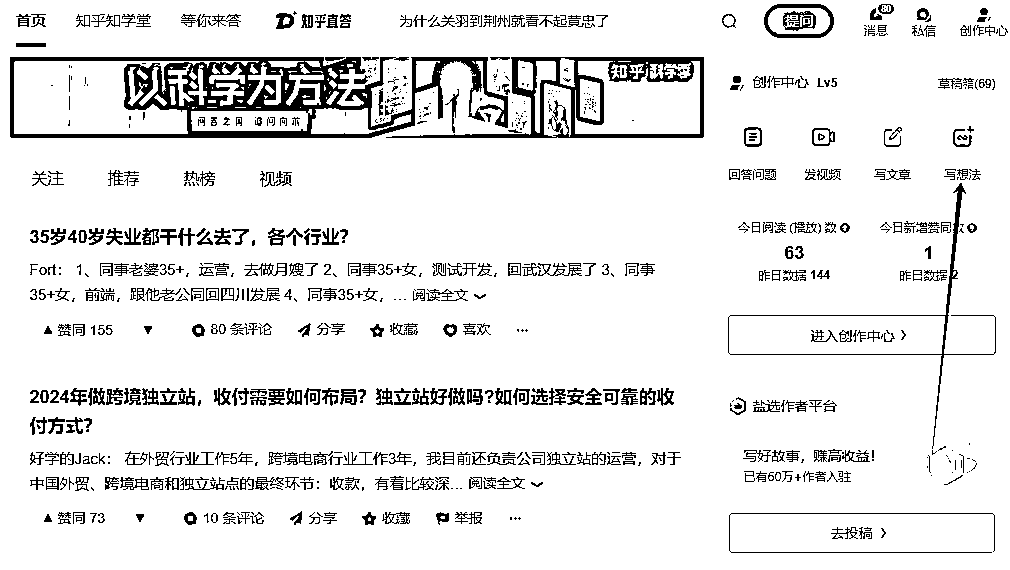 首页 知乎知学堂 等你来答 知乎直答 为什么关羽到荆州就看不起黄忠了 提问 80 消息 私信 创作中心
以科学为方法
问答之间 追问向前
知乎科学季
关注 推荐 热榜 视频
35岁40岁失业都干什么去了，各个行业？
Fort： 1、同事老婆35+，运营，去做月嫂了 2、同事35+女，测试开发，回武汉发展了 3、同事
35+女，前端，跟他老公同回四川发展 4、同事35+女，... 阅读全文
赞同 155 80 条评论 分享 收藏 喜欢 ...
2024年做跨境独立站，收付需要如何布局？独立站好做吗?如何选择安全可靠的收
付方式？
好学的Jack： 在外贸行业工作5年，跨境电商行业工作3年，我目前还负责公司独立站的运营，对于
中国外贸、跨境电商和独立站点的最终环节：收款，有着比较深... 阅读全文
赞同 73 10 条评论 分享 收藏 举报 ...
创作中心 Lv5 草稿箱(69)
回答问题 发视频 写文章 写想法
今日阅读 (播放) 数 今日新增赞同数
63 1
昨日数据 144 昨日数据 2
进入创作中心 >
盐选作者平台
写好故事，赚高收益！
已有60万+作者入驻
去投稿 >